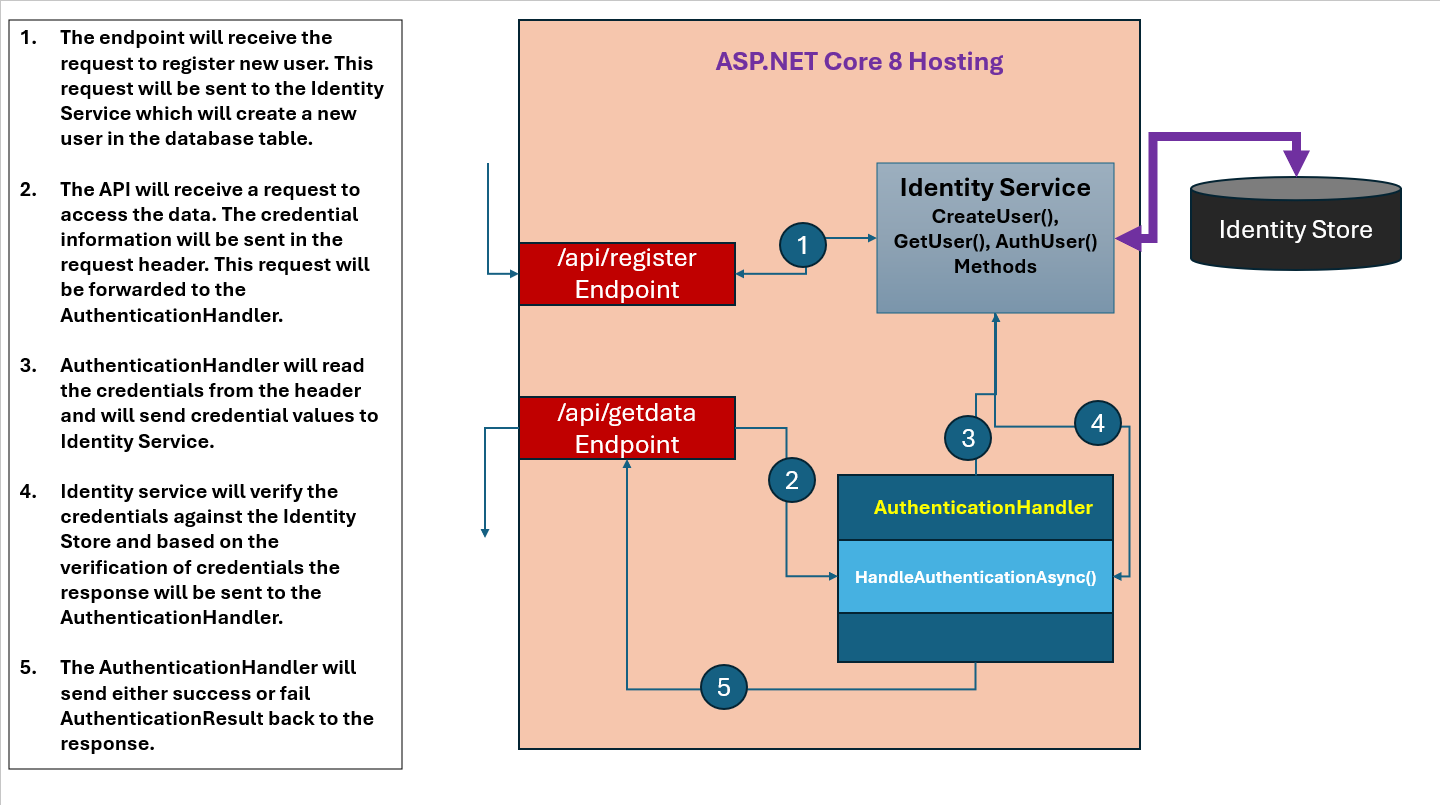 1. The endpoint will receive the
request to register new user. This
request will be sent to the Identity
Service which will create a new
user in the database table.
2. The API will receive a request to
access the data. The credential
information will be sent in the
request header. This request will
be forwarded to the
AuthenticationHandler.
3. AuthenticationHandler will read
the credentials from the header
and will send credential values to
Identity Service.
4. Identity service will verify the
credentials against the Identity
Store and based on the
verification of credentials the
response will be sent to the
AuthenticationHandler.
5. The AuthenticationHandler will
send either success or fail
AuthenticationResult back to the
response.
ASP.NET Core 8 Hosting
Identity Service
CreateUser(),
GetUser(), AuthUser()
Methods
Identity Store
1
/api/register
Endpoint
/api/getdata
Endpoint
2
3
4
AuthenticationHandler
HandleAuthenticationAsync()
5